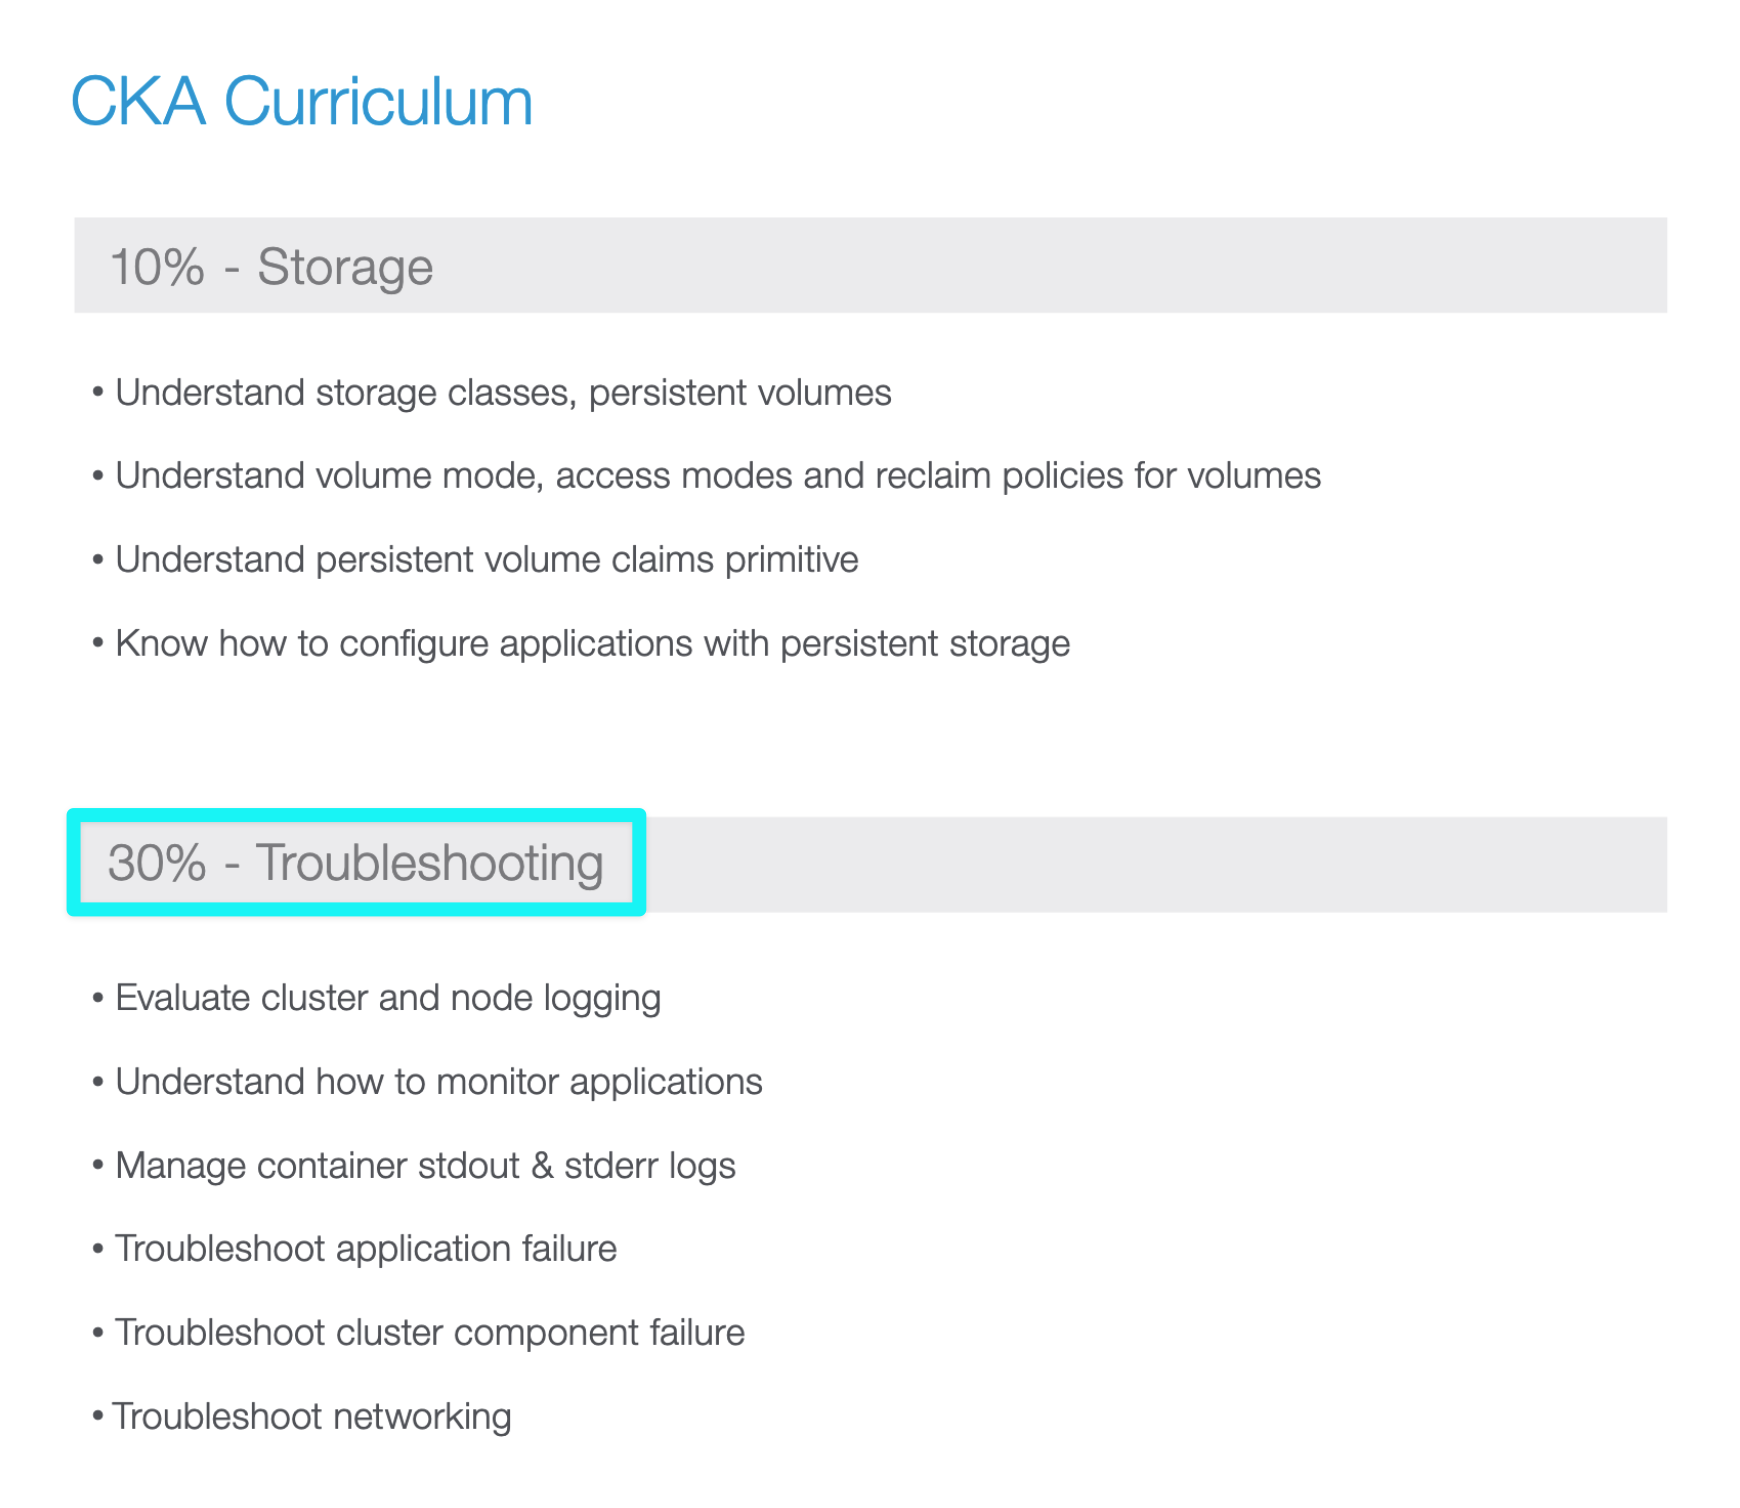 CKA Curriculum
10% - Storage
• Understand storage classes, persistent volumes
• Understand volume mode, access modes and reclaim policies for volumes
• Understand persistent volume claims primitive
• Know how to configure applications with persistent storage
30% - Troubleshooting
• Evaluate cluster and node logging
• Understand how to monitor applications
• Manage container stdout & stderr logs
• Troubleshoot application failure
• Troubleshoot cluster component failure
• Troubleshoot networking